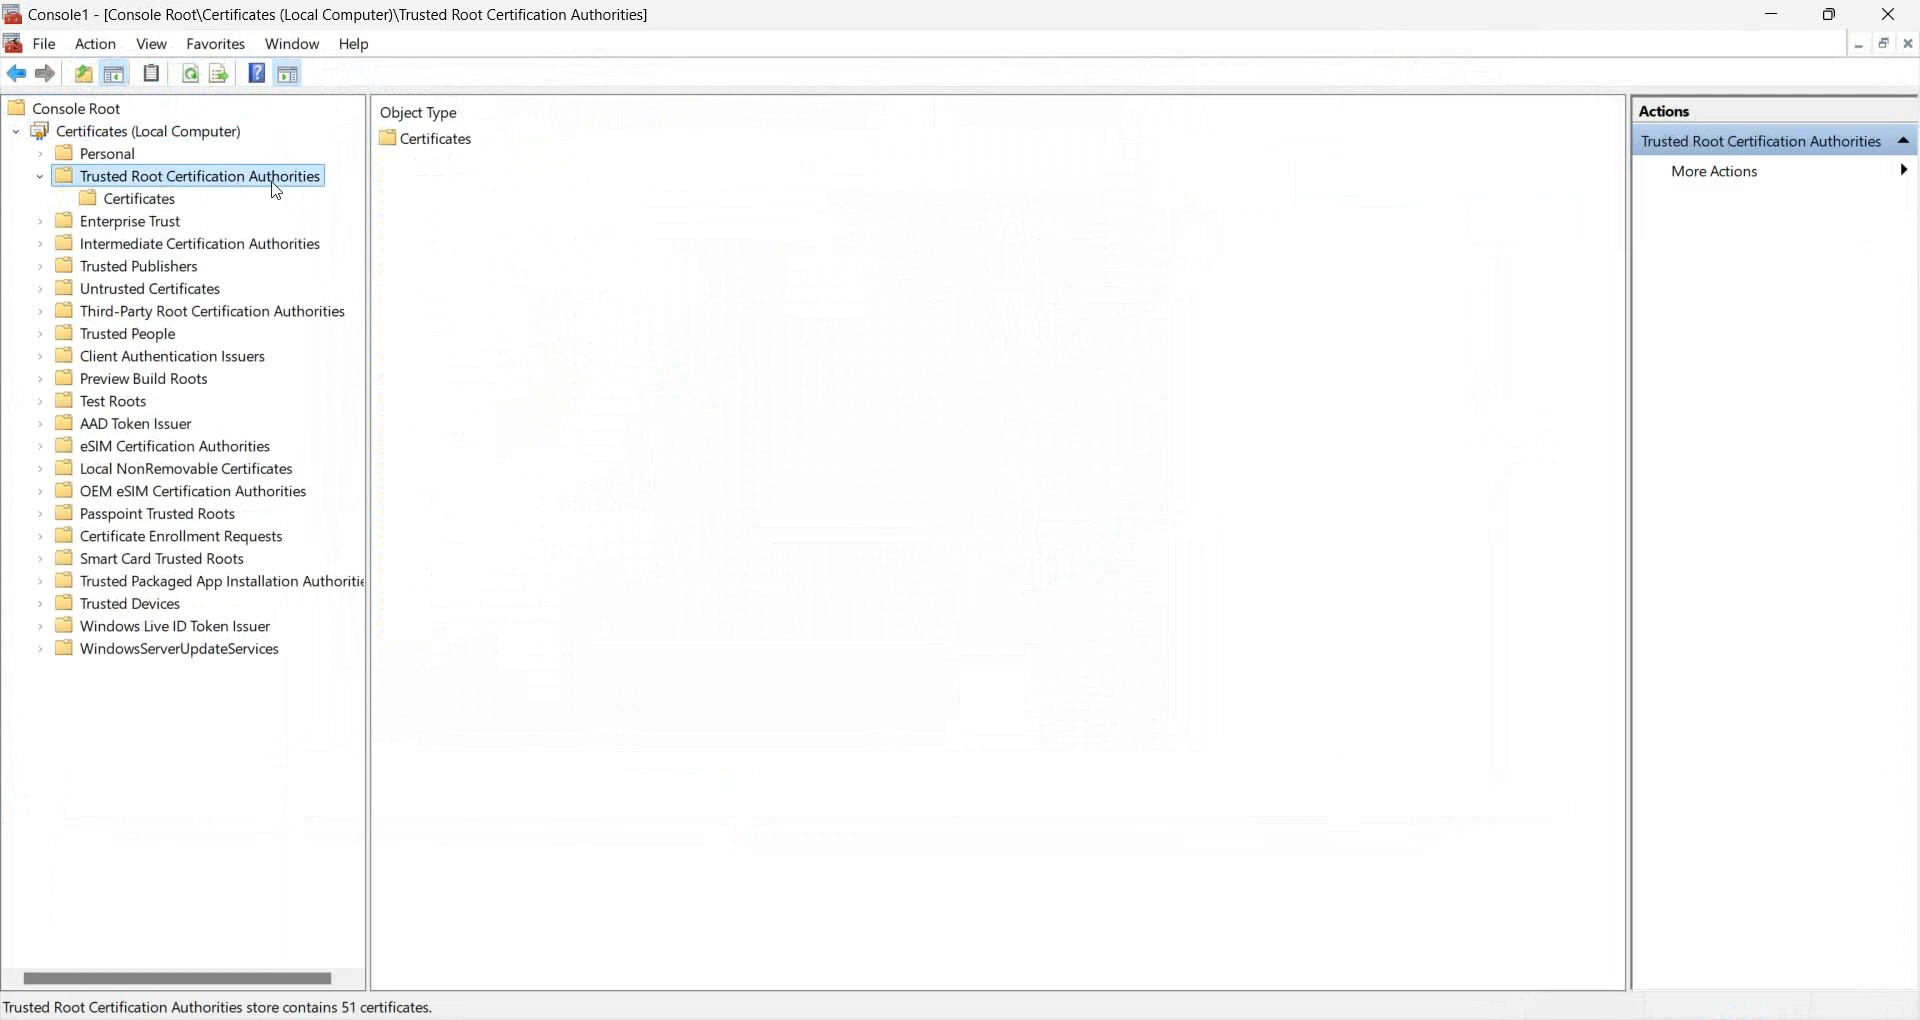 Console1 - [Console Root\Certificates (Local Computer)\Trusted Root Certification Authorities]
File Action View Favorites Window Help
Console Root
Certificates (Local Computer)
Personal
Trusted Root Certification Authorities
Certificates
Enterprise Trust
Intermediate Certification Authorities
Trusted Publishers
Untrusted Certificates
Third-Party Root Certification Authorities
Trusted People
Client Authentication Issuers
Preview Build Roots
Test Roots
AAD Token Issuer
eSIM Certification Authorities
Local NonRemovable Certificates
OEM eSIM Certification Authorities
Passpoint Trusted Roots
Certificate Enrollment Requests
Smart Card Trusted Roots
Trusted Packaged App Installation Authoritie
Trusted Devices
Windows Live ID Token Issuer
WindowsServerUpdateServices
Object Type
Certificates
Actions
Trusted Root Certification Authorities
More Actions
Trusted Root Certification Authorities store contains 51 certificates.